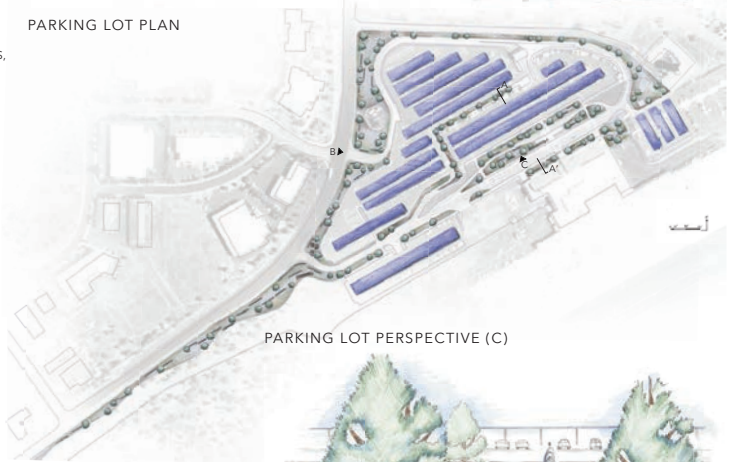 PARKING LOT PLAN
s,
A
B
C
A'
PARKING LOT PERSPECTIVE (C)